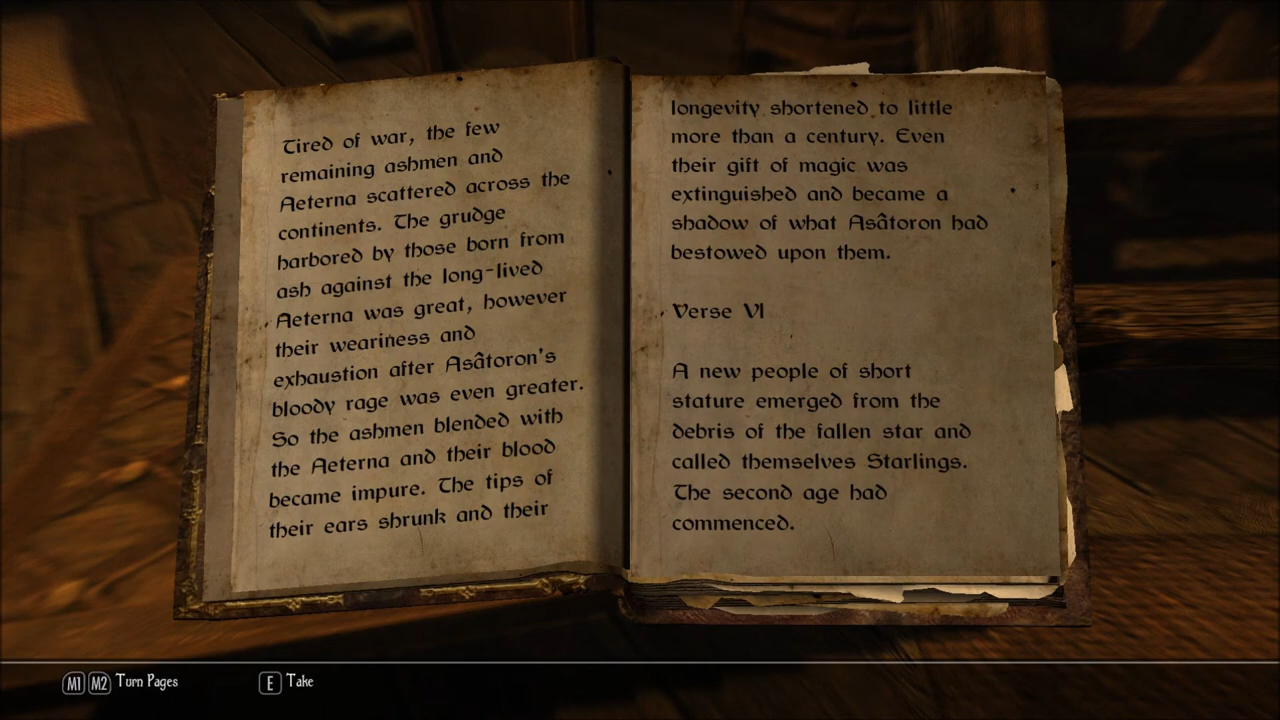 Tired of war, the few
remaining ashmen and
Aeterna scattered across the
continents. The grudge
harbored by those born from
ash against the long-lived
Aeterna was great, however
their weariness and
exhaustion after Asâtoron's
bloody rage was even greater.
So the ashmen blended with
the Aeterna and their blood
became impure. The tips of
their ears shrunk and their
longevity shortened to little
more than a century. Even
their gift of magic was
extinguished and became a
shadow of what Asâtoron had
bestowed upon them.
Verse VI
A new people of short
stature emerged from the
debris of the fallen star and
called themselves Starlings.
The second age had
commenced.
M1 M2 Turn Pages E Take